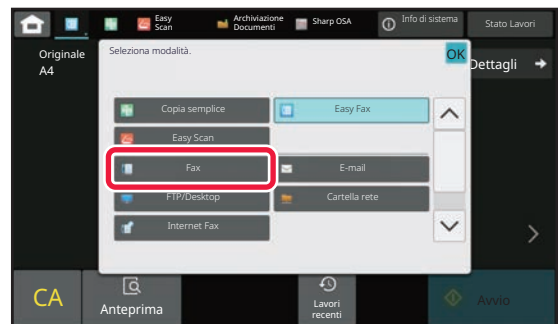 Easy
Scan
Archiviazione
Documenti
Sharp OSA
Info di sistema
Stato Lavori
Originale
A4
Seleziona modalità.
OK
Dettagli
Copia semplice
Easy Fax
Easy Scan
Fax
E-mail
FTP/Desktop
Cartella rete
Internet Fax
CA
Anteprima
Lavori
recenti
Avvio